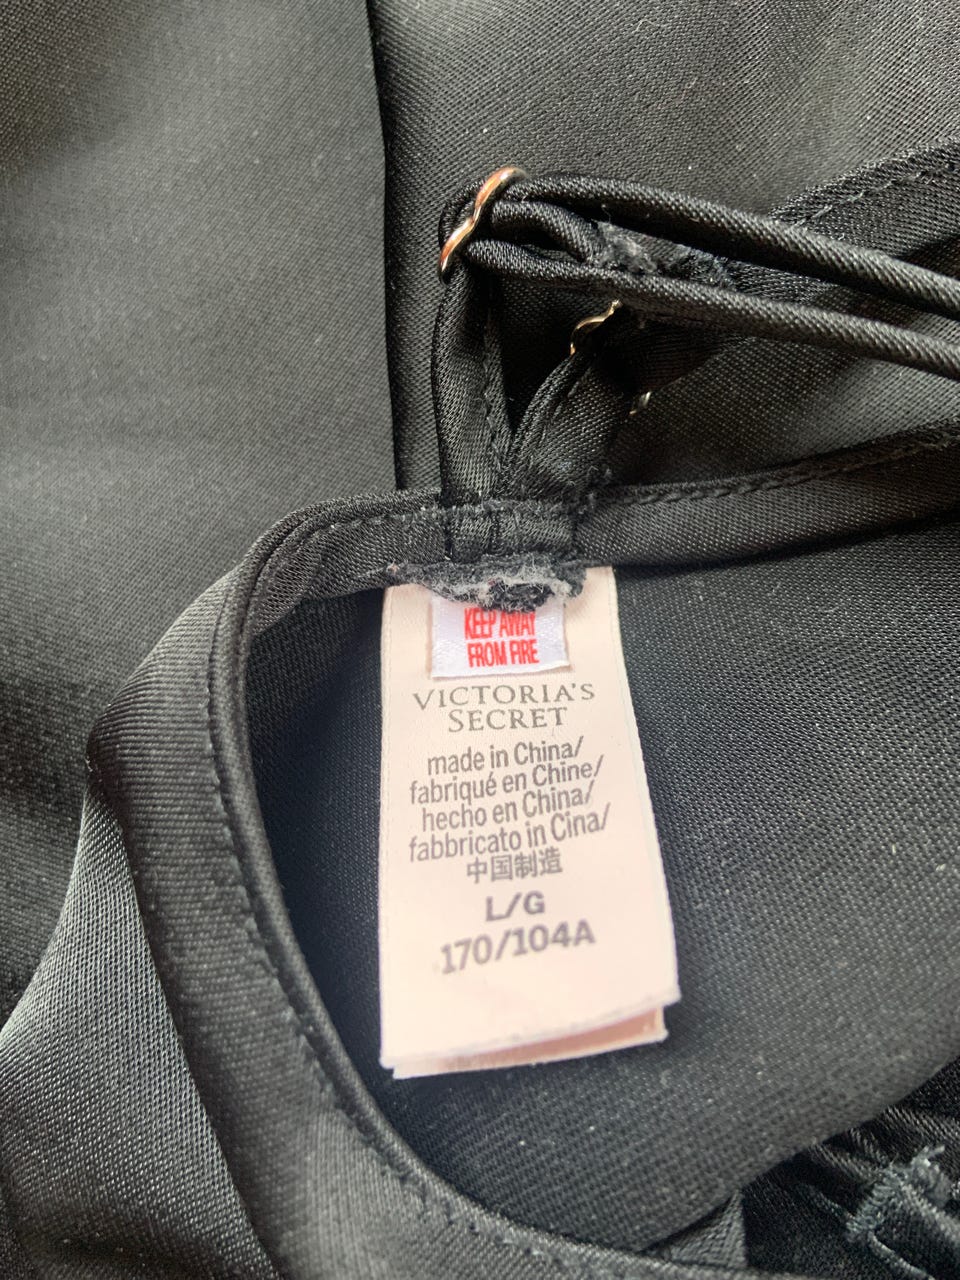 KEEP AWAY
FROM FIRE
VICTORIA'S
SECRET
made in China/
fabriqué en Chine/
hecho en China/
fabbricato in Cina/
中国制造
L/G
170/104A